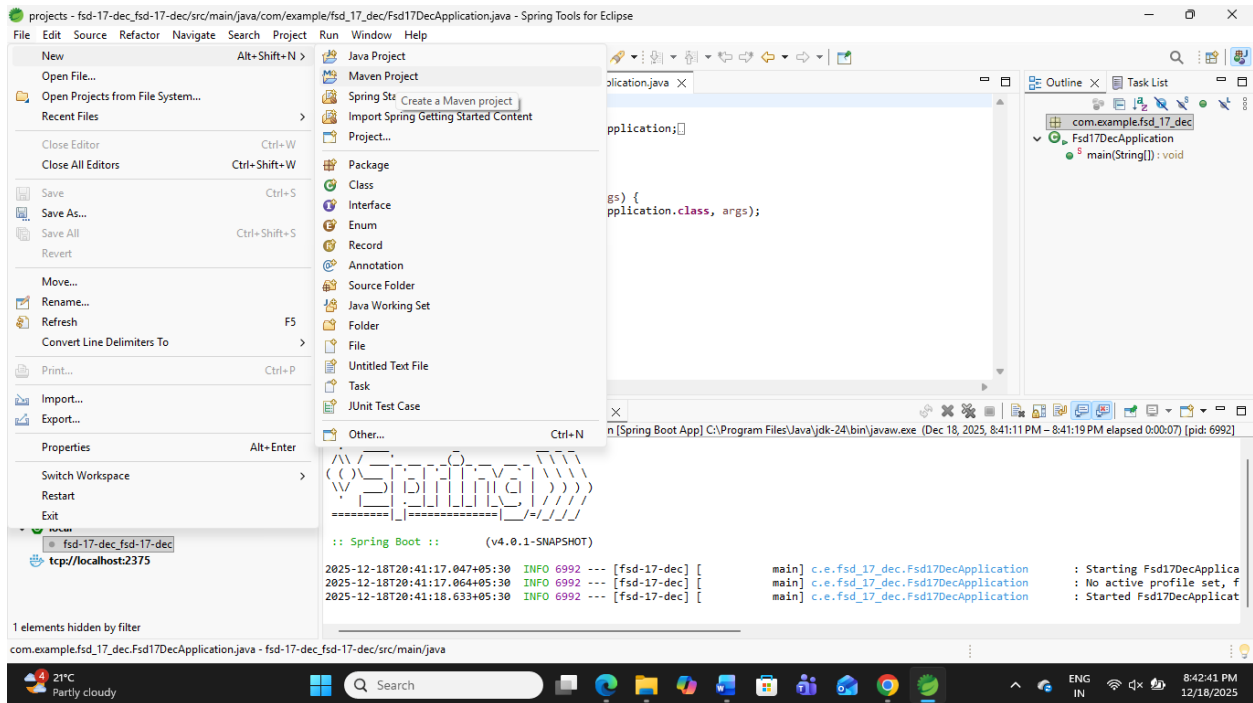 projects - fsd-17-dec_fsd-17-dec/src/main/java/com/example/fsd_17_dec/Fsd17DecApplication.java - Spring Tools for Eclipse
File Edit Source Refactor Navigate Search Project Run Window Help
New Alt+Shift+N >
Open File...
Open Projects from File System...
Recent Files >
Close Editor Ctrl+W
Close All Editors Ctrl+Shift+W
Save Ctrl+S
Save As...
Save All Ctrl+Shift+S
Revert
Move...
Rename...
Refresh F5
Convert Line Delimiters To >
Print... Ctrl+P
Import...
Export...
Properties Alt+Enter
Switch Workspace >
Restart
Exit
Java Project
Maven Project
Spring Sta
Create a Maven project
Import Spring Getting Started Content
Project...
Package
Class
Interface
Enum
Record
Annotation
Source Folder
Java Working Set
Folder
File
Untitled Text File
Task
JUnit Test Case
Other... Ctrl+N
plication.java
pplication;
gs) {
pplication.class, args);
Outline Task List
com.example.fsd_17_dec
Fsd17DecApplication
main(String[]) : void
n [Spring Boot App] C:\Program Files\Java\jdk-24\bin\javaw.exe (Dec 18, 2025, 8:41:11 PM – 8:41:19 PM elapsed 0:00:07) [pid: 6992]
:: Spring Boot :: (v4.0.1-SNAPSHOT)
2025-12-18T20:41:17.047+05:30 INFO 6992 --- [fsd-17-dec] [ main] c.e.fsd_17_dec.Fsd17DecApplication : Starting Fsd17DecApplica
2025-12-18T20:41:17.064+05:30 INFO 6992 --- [fsd-17-dec] [ main] c.e.fsd_17_dec.Fsd17DecApplication : No active profile set, f
2025-12-18T20:41:18.633+05:30 INFO 6992 --- [fsd-17-dec] [ main] c.e.fsd_17_dec.Fsd17DecApplication : Started Fsd17DecApplicat
local
fsd-17-dec_fsd-17-dec
tcp://localhost:2375
1 elements hidden by filter
com.example.fsd_17_dec.Fsd17DecApplication.java - fsd-17-dec_fsd-17-dec/src/main/java
4
21°C
Partly cloudy
Search
ENG
IN
8:42:41 PM
12/18/2025